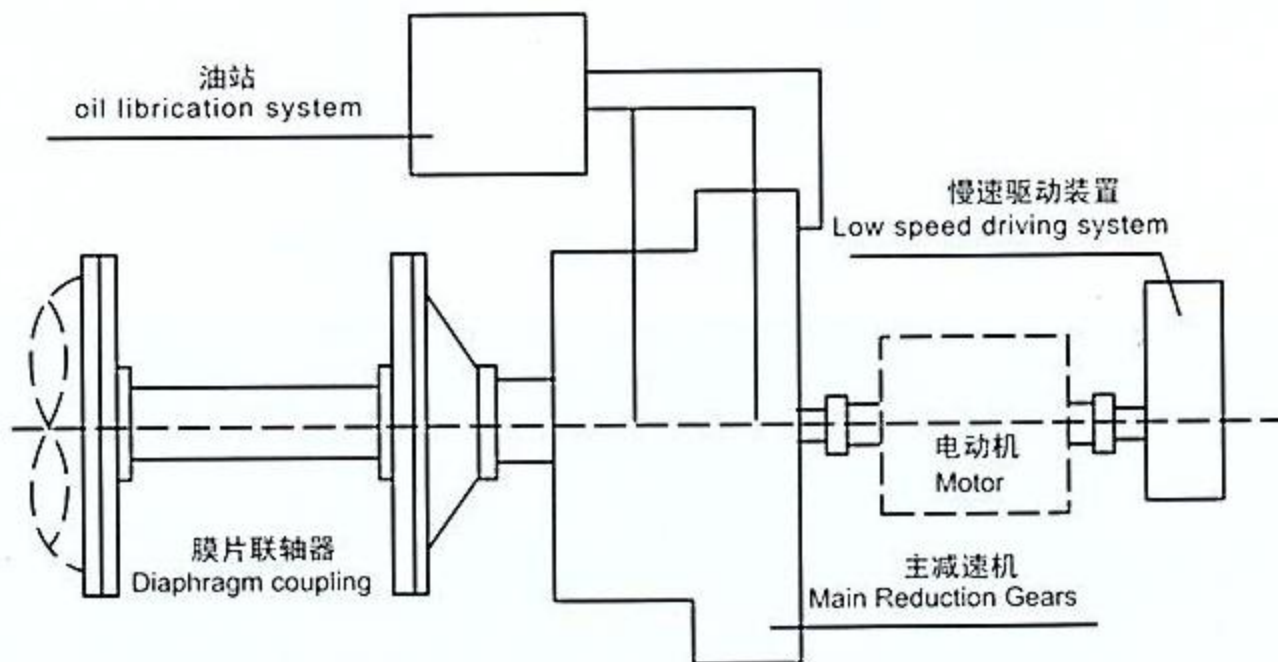 油站
oil librication system
慢速驱动装置
Low speed driving system
电动机
Motor
膜片联轴器
Diaphragm coupling
主减速机
Main Reduction Gears